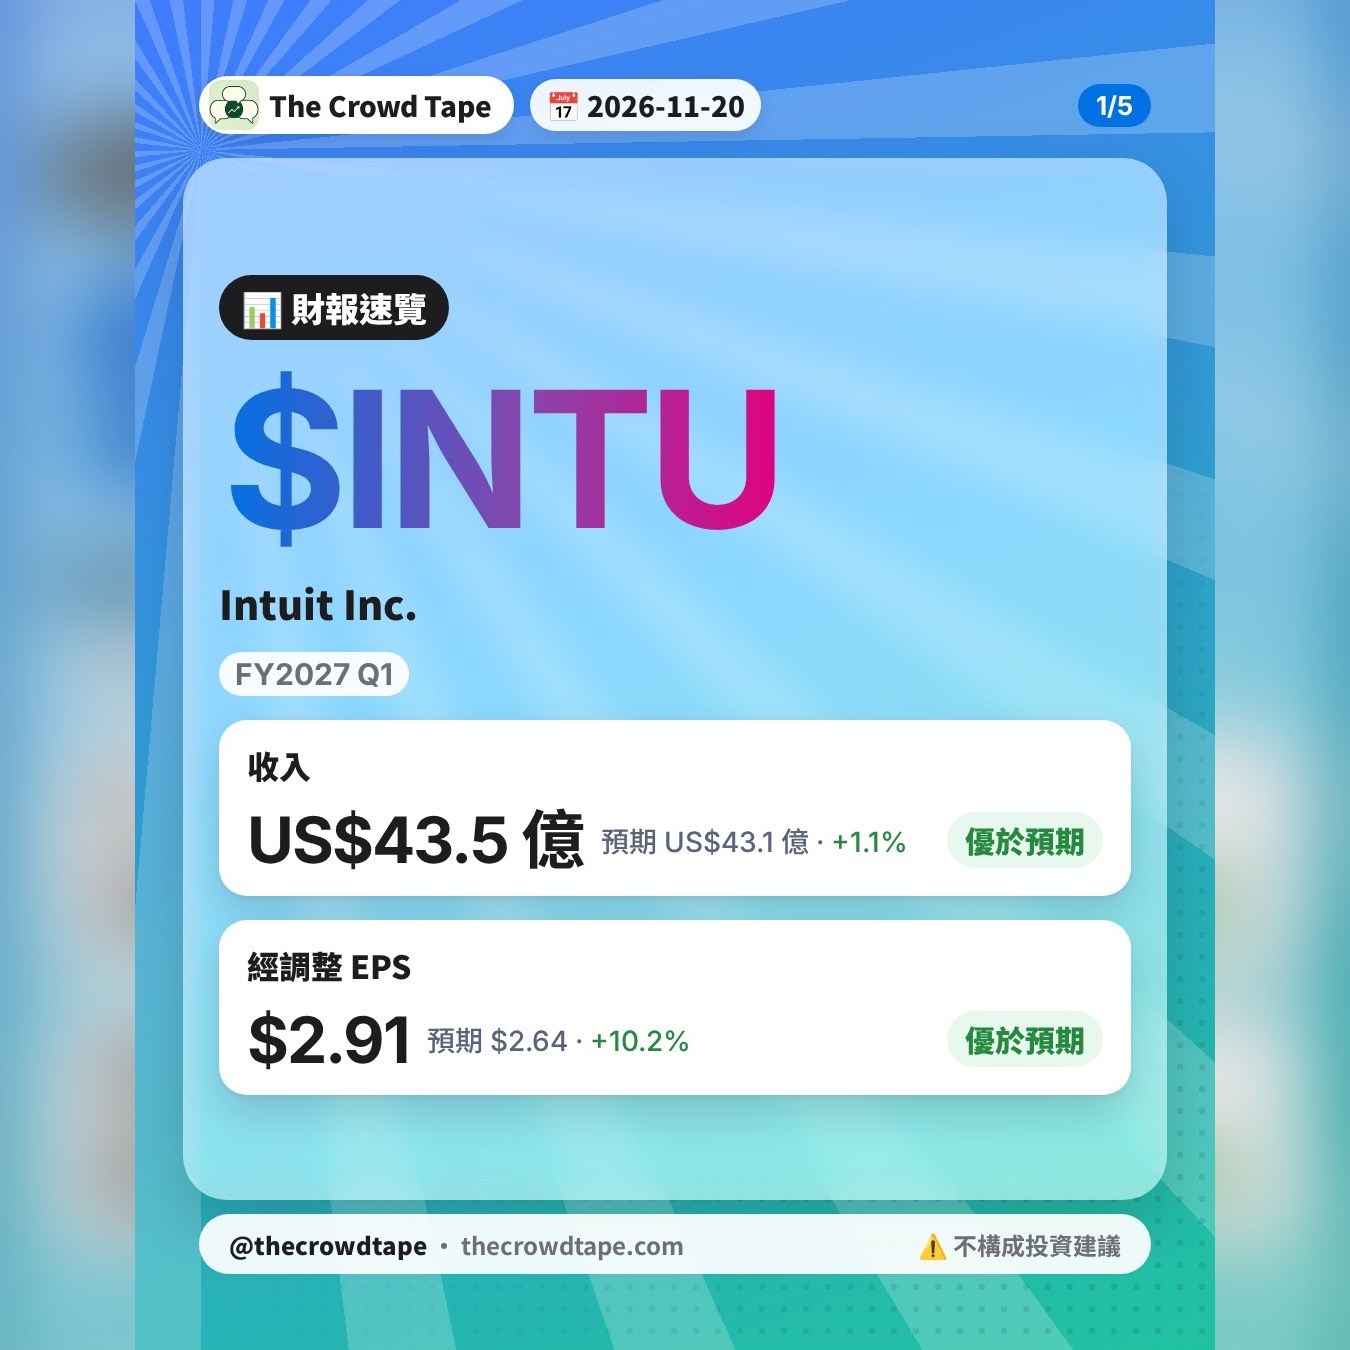 The Crowd Tape
2026-11-20
1/5
財報速覽
$INTU
Intuit Inc.
FY2027 Q1
收入
US$43.5 億 預期 US$43.1 億 · +1.1% 優於預期
經調整 EPS
$2.91 預期 $2.64 · +10.2% 優於預期
@thecrowdtape • thecrowdtape.com ⚠️ 不構成投資建議